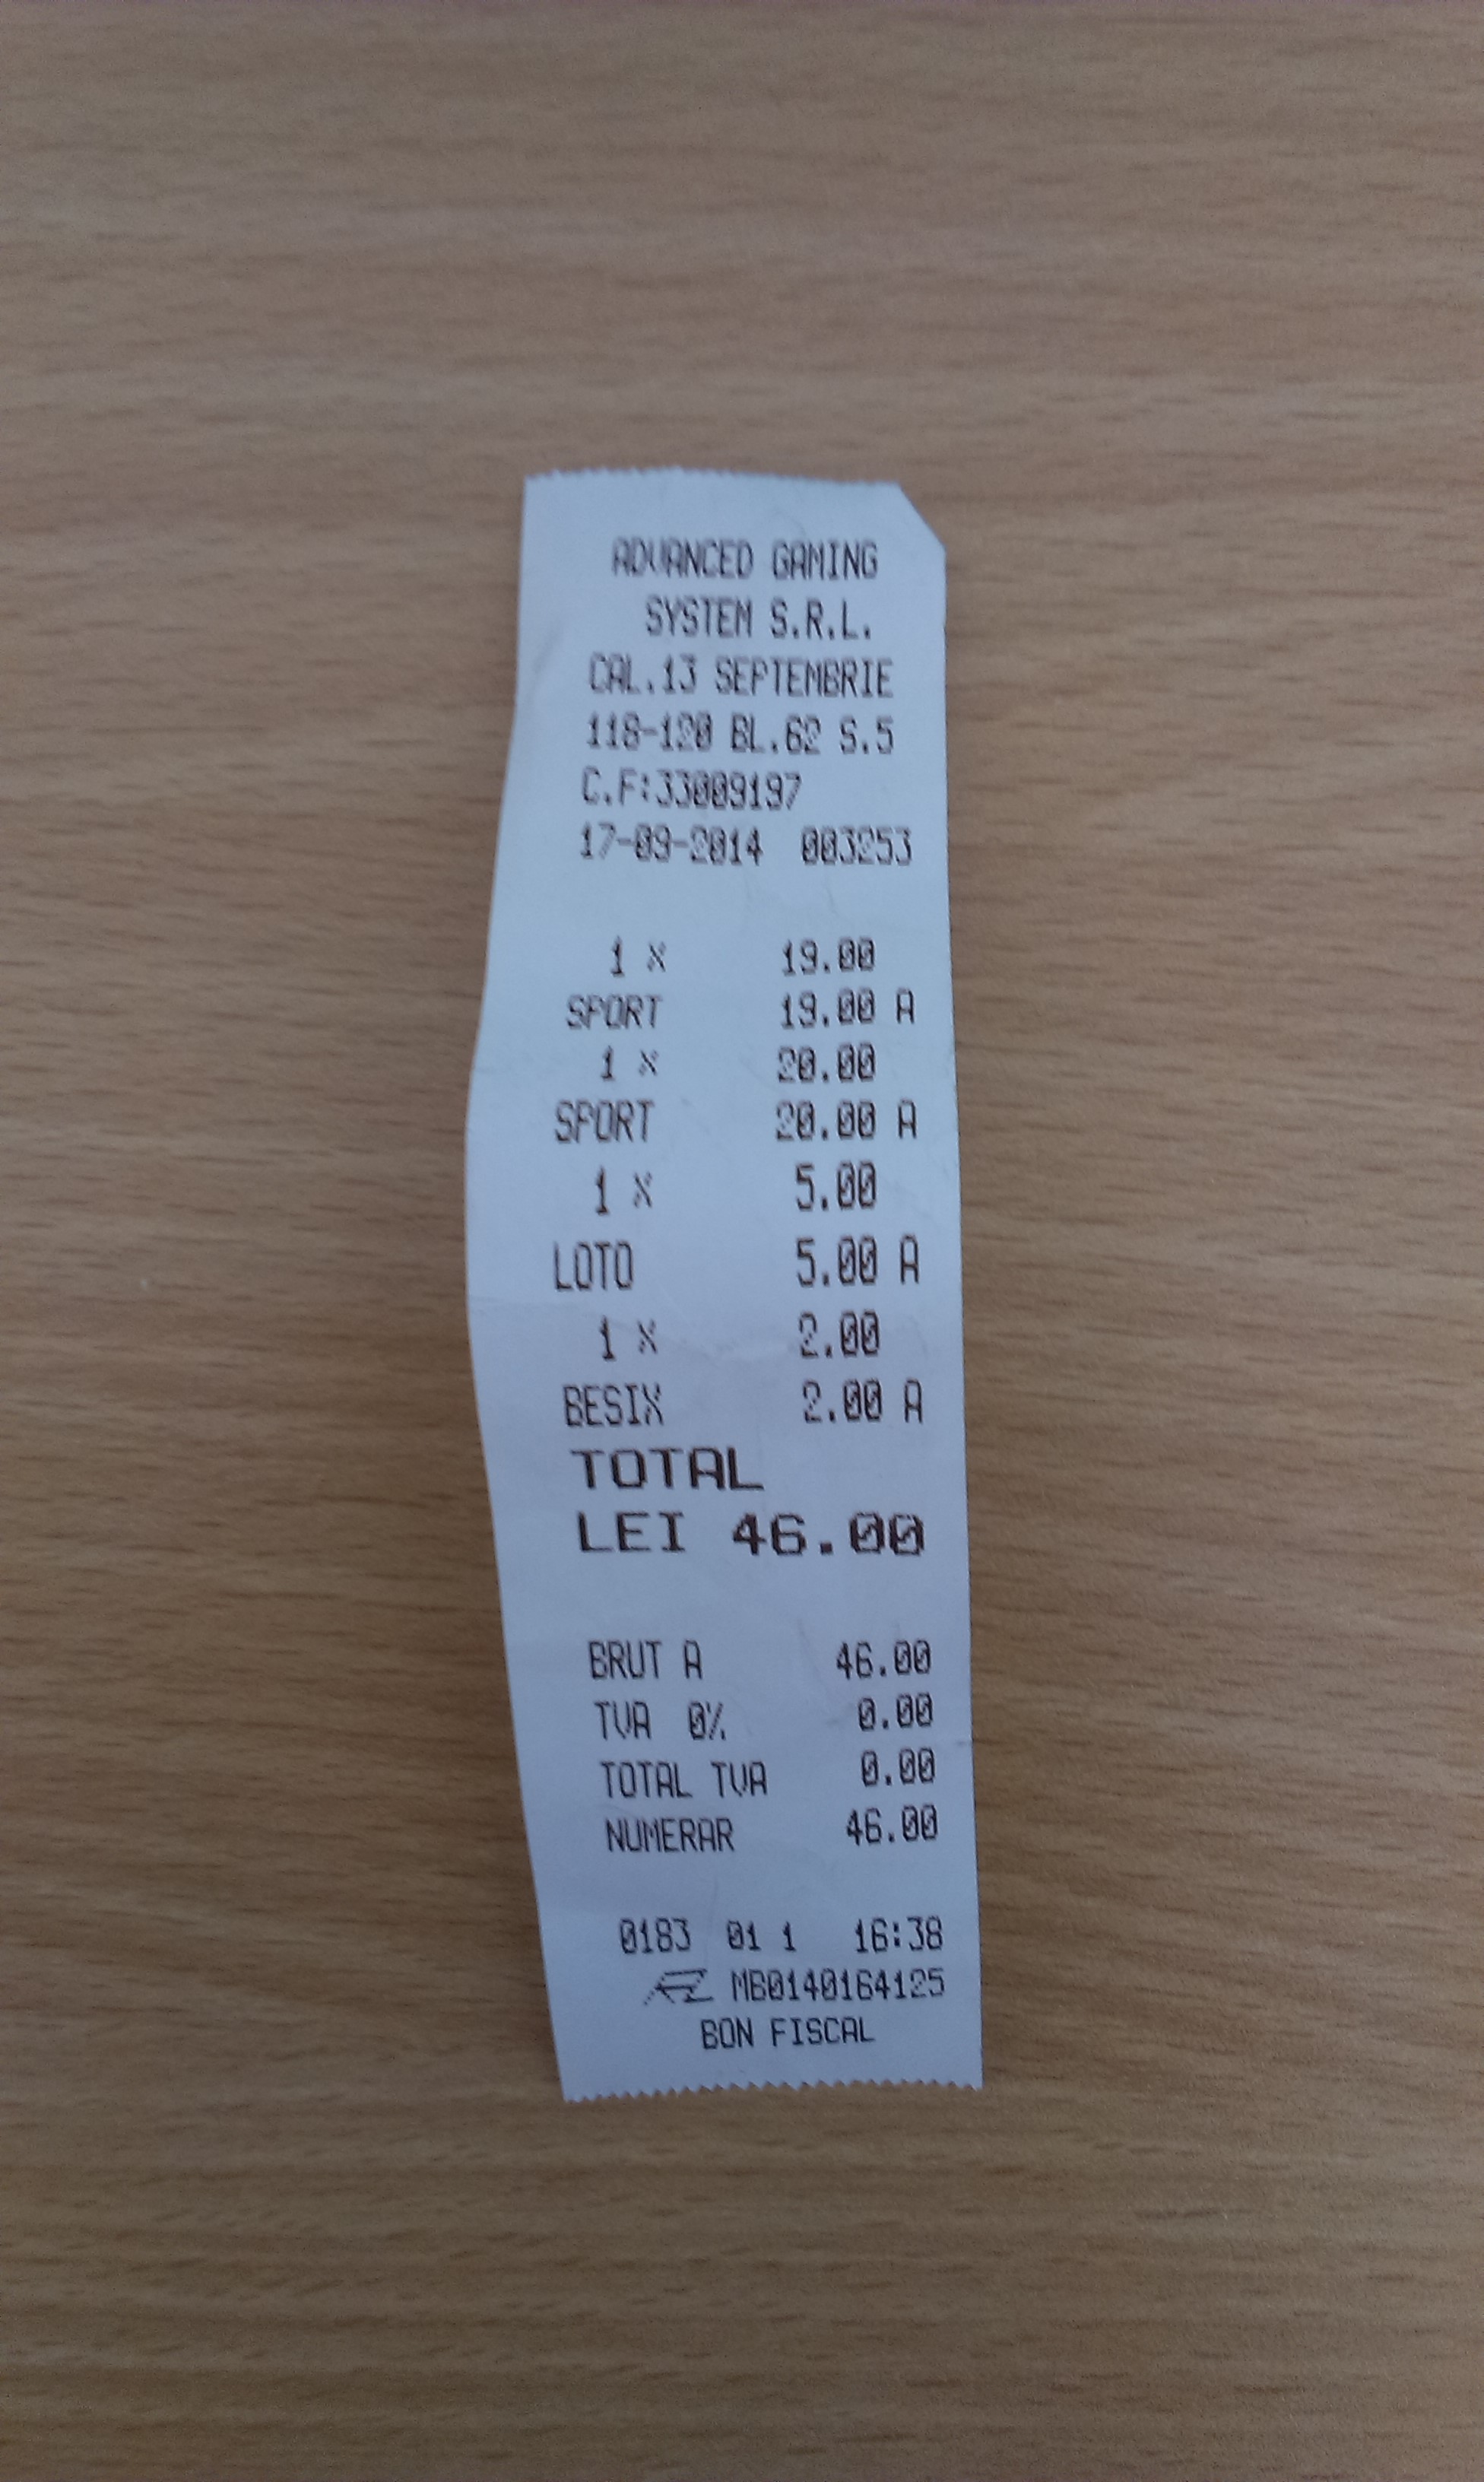 ADVANCED GAMING
SYSTEM S.R.L.
CAL.13 SEPTEMBRIE
118-120 BL.62 S.5
C.F:33009197
17-09-2014 003253
1 X 19.00
SPORT 19.00 A
1 X 20.00
SPORT 20.00 A
1 X 5.00
LOTO 5.00 A
1 X 2.00
BESIX 2.00 A
TOTAL
LEI 46.00
BRUT A 46.00
TVA 0% 0.00
TOTAL TVA 0.00
NUMERAR 46.00
0183 01 1 16:38
MB0140164125
BON FISCAL